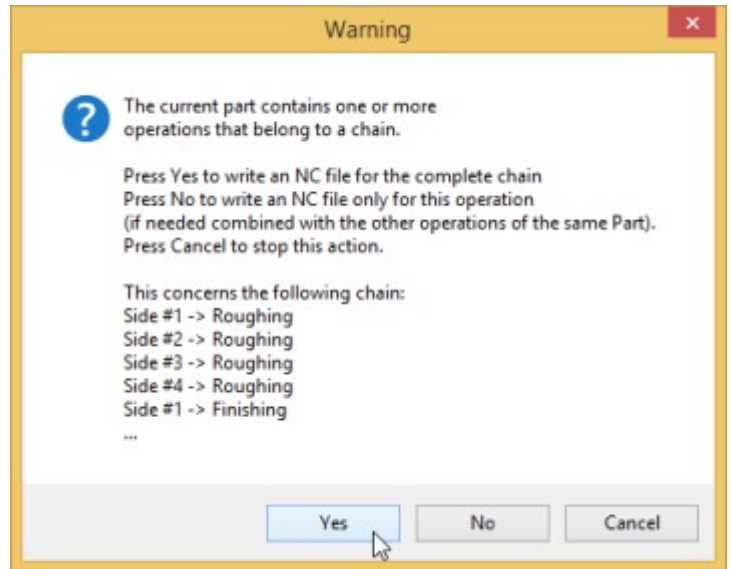 Warning
The current part contains one or more
operations that belong to a chain.
Press Yes to write an NC file for the complete chain
Press No to write an NC file only for this operation
(if needed combined with the other operations of the same Part).
Press Cancel to stop this action.
This concerns the following chain:
Side #1 -> Roughing
Side #2 -> Roughing
Side #3 -> Roughing
Side #4 -> Roughing
Side #1 -> Finishing
...
Yes No Cancel